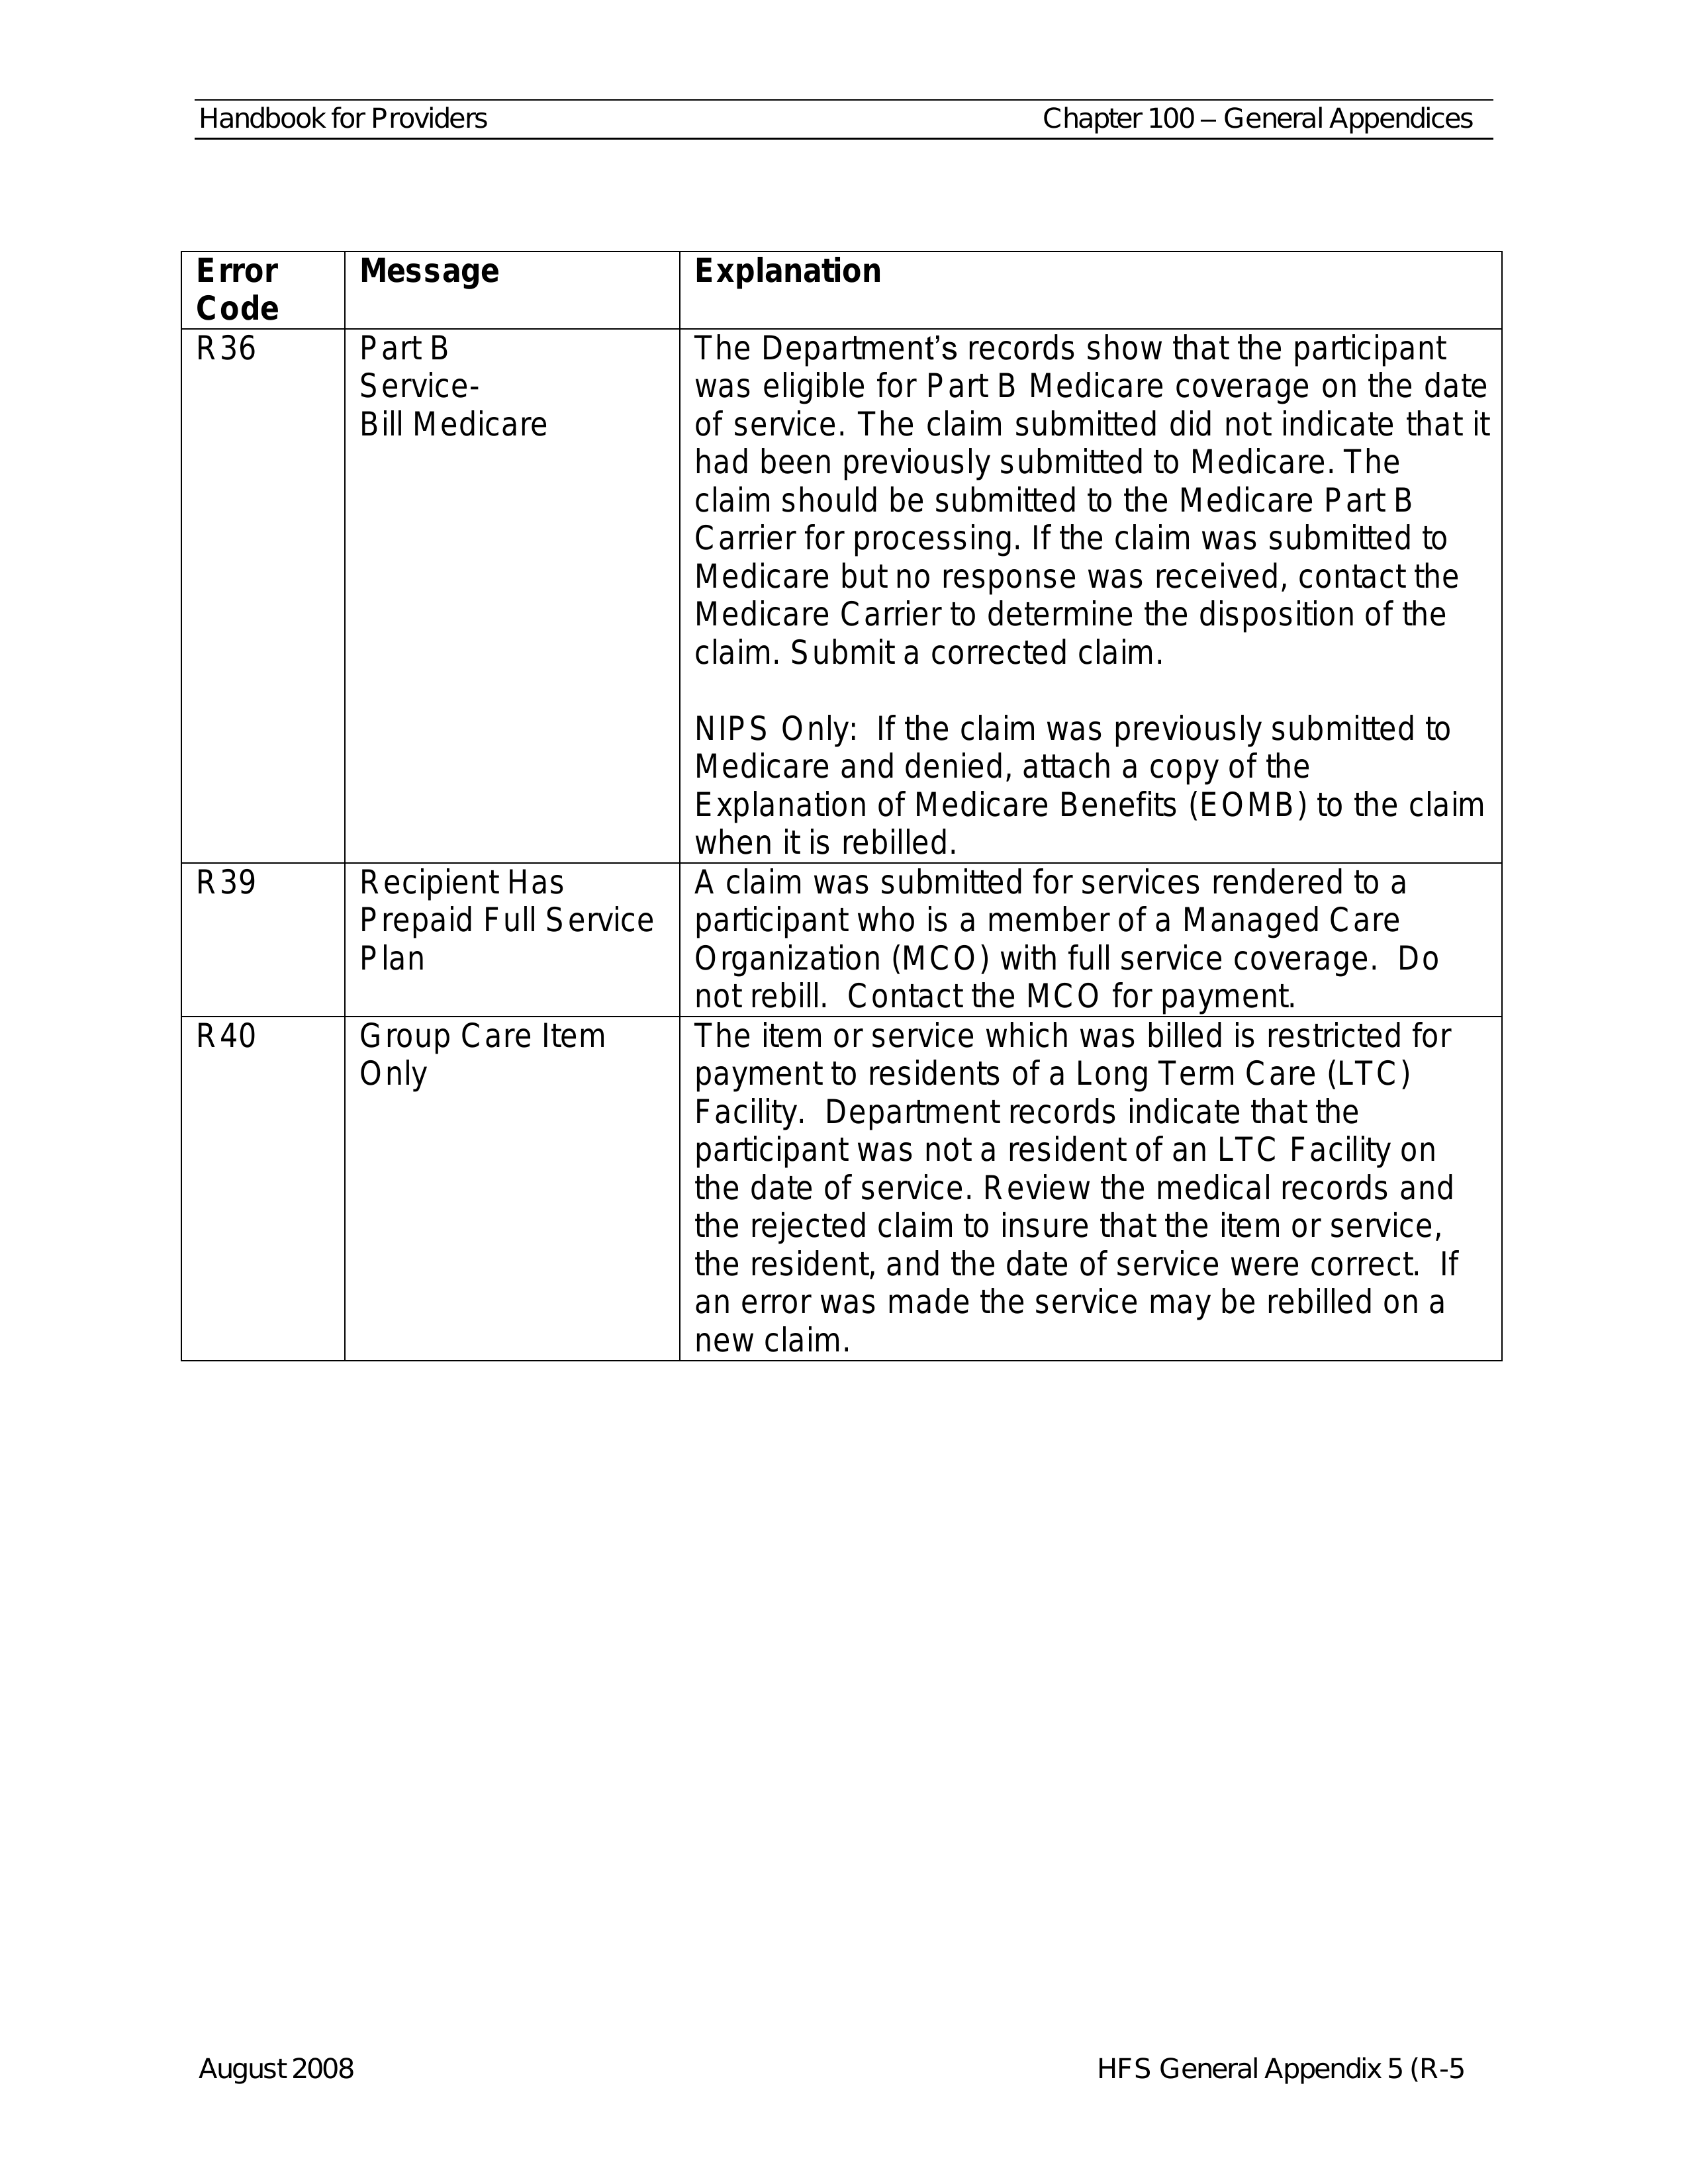 Handbook for Providers Chapter 100 – General Appendices
Error
Code
Message
Explanation
R36
Part B
Service-
Bill Medicare
The Department’s records show that the participant
was eligible for Part B Medicare coverage on the date
of service. The claim submitted did not indicate that it
had been previously submitted to Medicare. The
claim should be submitted to the Medicare Part B
Carrier for processing. If the claim was submitted to
Medicare but no response was received, contact the
Medicare Carrier to determine the disposition of the
claim. Submit a corrected claim.
NIPS Only:  If the claim was previously submitted to
Medicare and denied, attach a copy of the
Explanation of Medicare Benefits (EOMB) to the claim
when it is rebilled.
R39
Recipient Has
Prepaid Full Service
Plan
A claim was submitted for services rendered to a
participant who is a member of a Managed Care
Organization (MCO) with full service coverage.  Do
not rebill.  Contact the MCO for payment.
R40
Group Care Item
Only
The item or service which was billed is restricted for
payment to residents of a Long Term Care (LTC)
Facility.  Department records indicate that the
participant was not a resident of an LTC Facility on
the date of service. Review the medical records and
the rejected claim to insure that the item or service,
the resident, and the date of service were correct.  If
an error was made the service may be rebilled on a
new claim.
August 2008 HFS General Appendix 5 (R-5